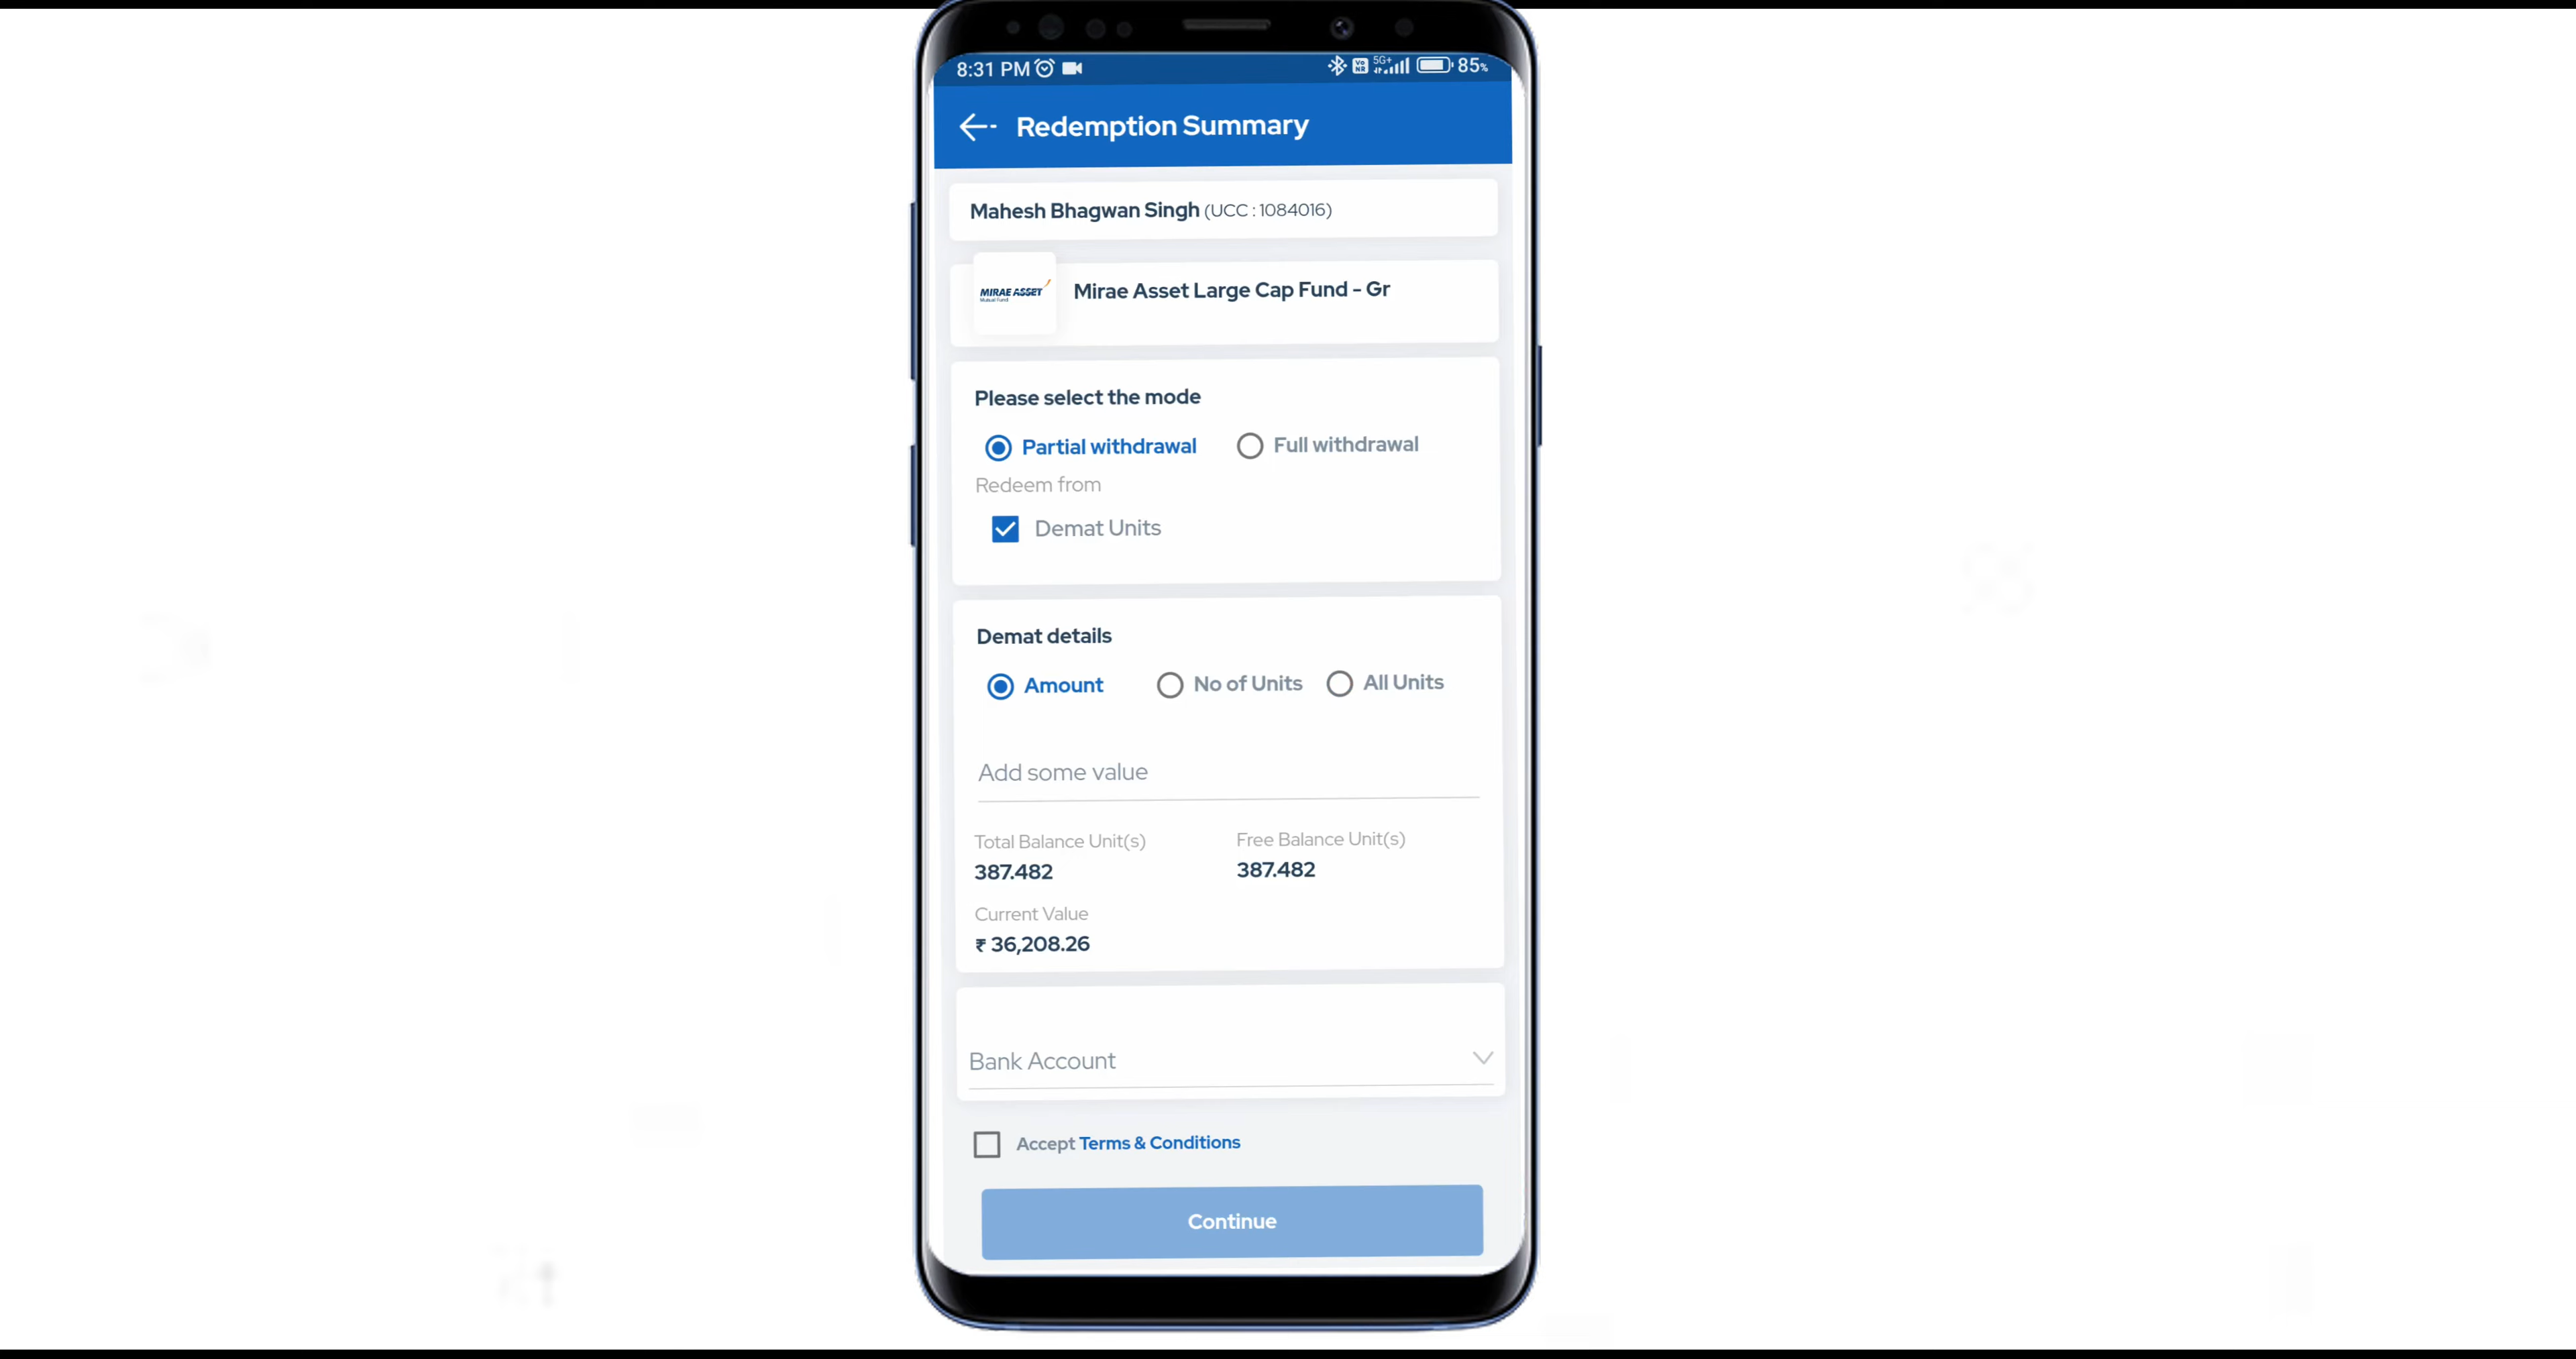 8:31 PM 5G+ 85%
Redemption Summary
Mahesh Bhagwan Singh (UCC : 1084016)
MIRAE ASSET
Mutual Fund
Mirae Asset Large Cap Fund - Gr
Please select the mode
Partial withdrawal Full withdrawal
Redeem from
Demat Units
Demat details
Amount No of Units All Units
Add some value
Total Balance Unit(s) Free Balance Unit(s)
387.482 387.482
Current Value
₹ 36,208.26
Bank Account
Accept Terms & Conditions
Continue